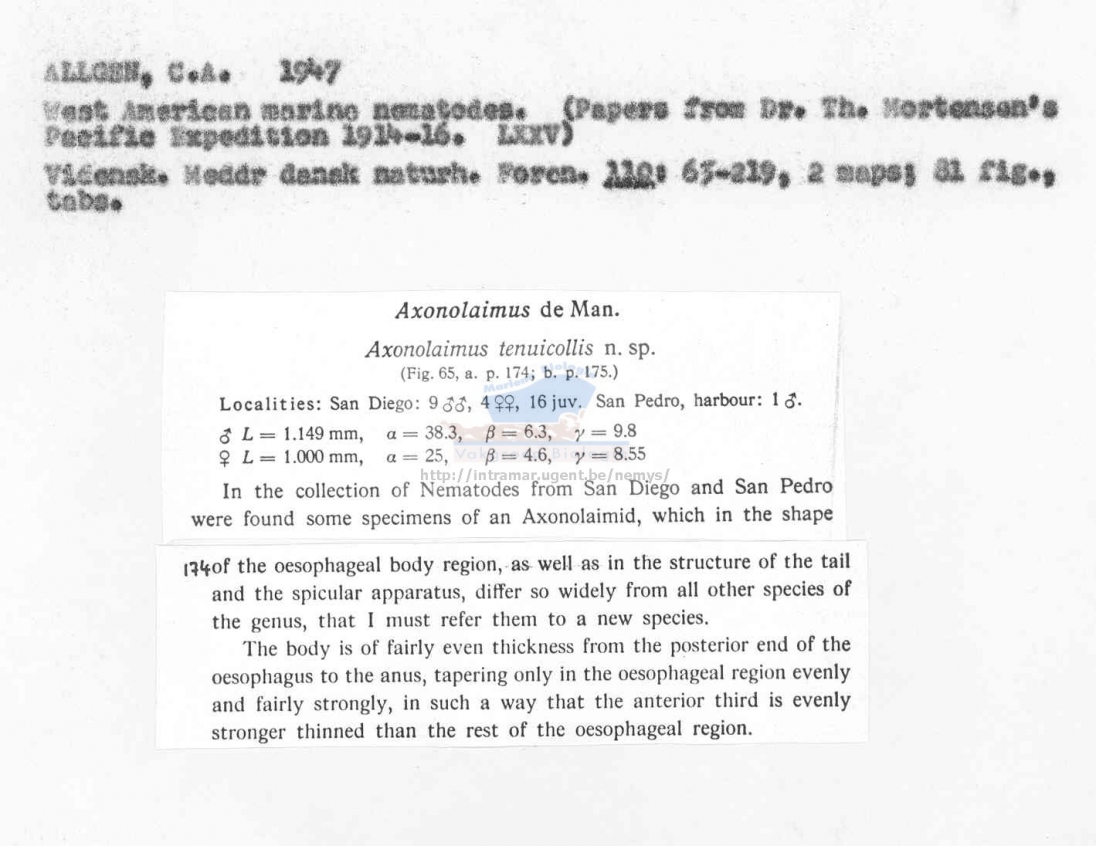 ALLGEN, C.A. 1947
West American marine nematodes. (Papers from Dr. Th. Mortensen's
Pacific Expedition 1914-16. LXXV)
Vidensk. Meddr dansk naturh. Foren. 110: 65-219, 2 maps; 81 fig.,
tabs.
Axonolaimus de Man.
Axonolaimus tenuicollis n. sp.
(Fig. 65, a. p. 174; b. p. 175.)
Localities: San Diego: 9 ♂♂, 4 ♀♀, 16 juv. San Pedro, harbour: 1 ♂.
♂ L = 1.149 mm, α = 38.3, β = 6.3, γ = 9.8
♀ L = 1.000 mm, α = 25, β = 4.6, γ = 8.55
http://intramar.ugent.be/nemys/
In the collection of Nematodes from San Diego and San Pedro
were found some specimens of an Axonolaimid, which in the shape
174 of the oesophageal body region, as well as in the structure of the tail
and the spicular apparatus, differ so widely from all other species of
the genus, that I must refer them to a new species.
The body is of fairly even thickness from the posterior end of the
oesophagus to the anus, tapering only in the oesophageal region evenly
and fairly strongly, in such a way that the anterior third is evenly
stronger thinned than the rest of the oesophageal region.